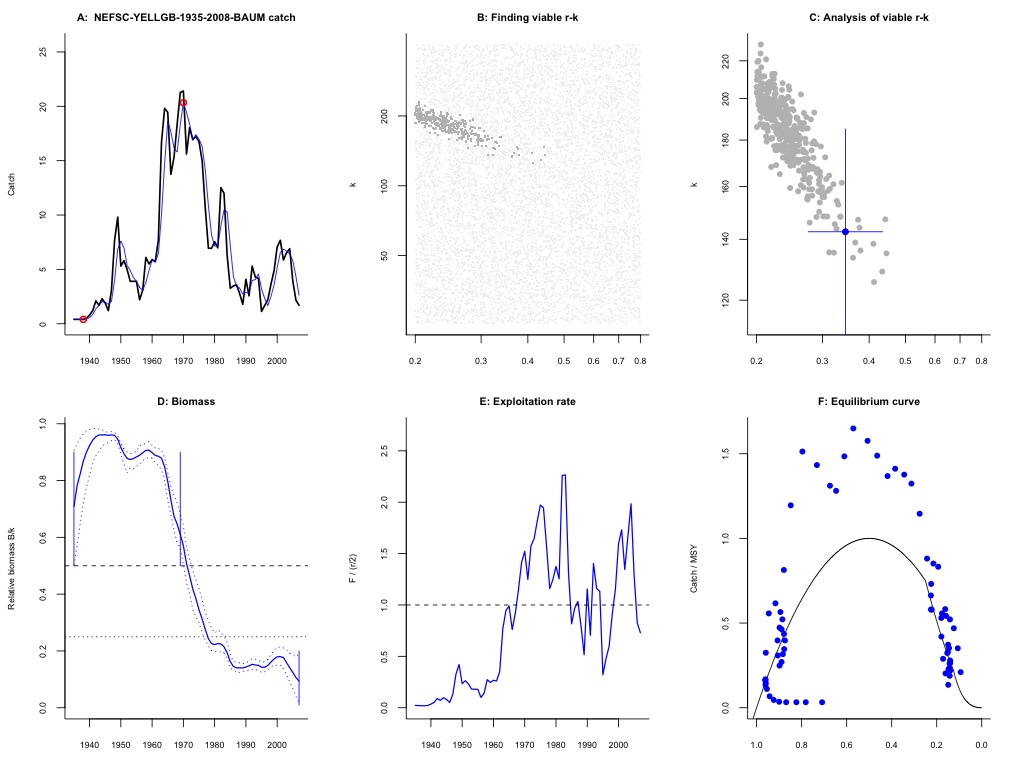 A:  NEFSC-YELLGB-1935-2008-BAUM catch
Catch
0 5 10 15 20 25
1940 1950 1960 1970 1980 1990 2000
B: Finding viable r-k
k
50 100 200
0.2 0.3 0.4 0.5 0.6 0.7 0.8
C: Analysis of viable r-k
k
120 140 160 180 200 220
0.2 0.3 0.4 0.5 0.6 0.7 0.8
D: Biomass
Relative biomass B/k
0.0 0.2 0.4 0.6 0.8 1.0
1940 1950 1960 1970 1980 1990 2000
E: Exploitation rate
F / (r/2)
0.0 0.5 1.0 1.5 2.0 2.5
1940 1950 1960 1970 1980 1990 2000
F: Equilibrium curve
Catch / MSY
0.0 0.5 1.0 1.5
1.0 0.8 0.6 0.4 0.2 0.0